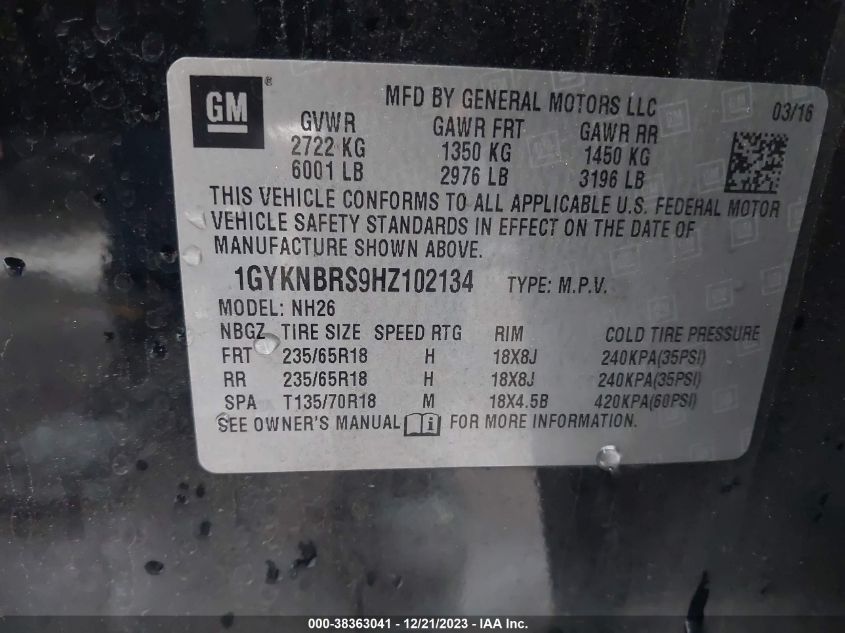 GM ®
MFD BY GENERAL MOTORS LLC
03/16
GVWR GAWR FRT GAWR RR
2722 KG 1350 KG 1450 KG
6001 LB 2976 LB 3196 LB
THIS VEHICLE CONFORMS TO ALL APPLICABLE U.S. FEDERAL MOTOR
VEHICLE SAFETY STANDARDS IN EFFECT ON THE DATE OF
MANUFACTURE SHOWN ABOVE.
1GYKNBRS9HZ102134 TYPE: M.P.V.
MODEL: NH26
NBGZ TIRE SIZE SPEED RTG RIM COLD TIRE PRESSURE
FRT 235/65R18 H 18X8J 240KPA(35PSI)
RR 235/65R18 H 18X8J 240KPA(35PSI)
SPA T135/70R18 M 18X4.5B 420KPA(60PSI)
SEE OWNER'S MANUAL i FOR MORE INFORMATION.
000-38363041 - 12/21/2023 - IAA Inc.